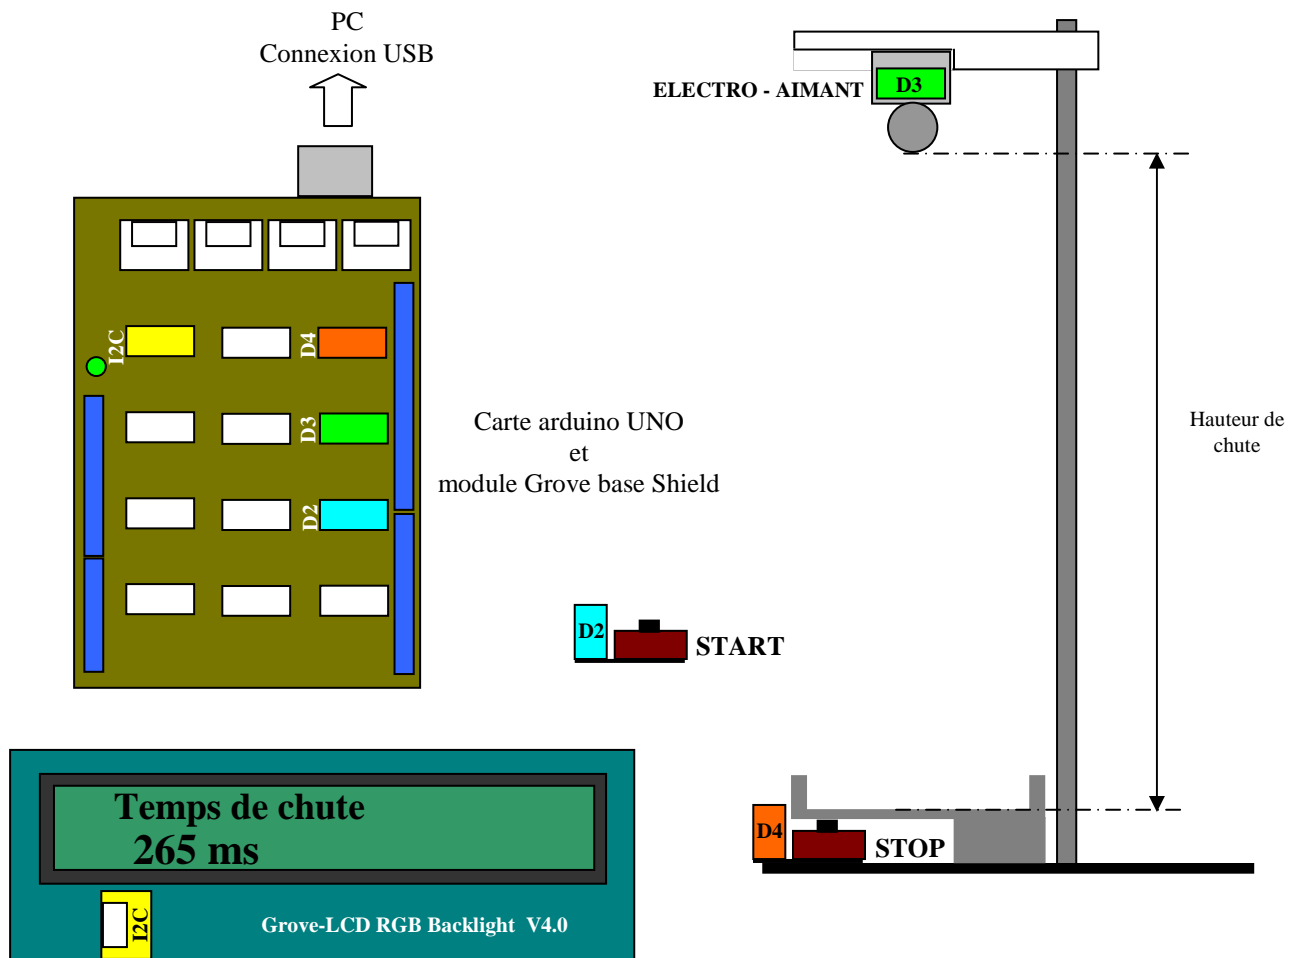 PC
Connexion USB
ELECTRO - AIMANT
D3
I2C
D4
D3
D2
Carte arduino UNO
et
module Grove base Shield
Hauteur de
chute
D2
START
Temps de chute
265 ms
I2C
Grove-LCD RGB Backlight V4.0
D4
STOP